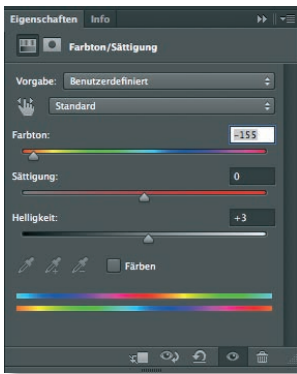 Eigenschaften Info
Farbton/Sättigung
Vorgabe: Benutzerdefiniert
Standard
Farbton: -155
Sättigung: 0
Helligkeit: +3
Färben